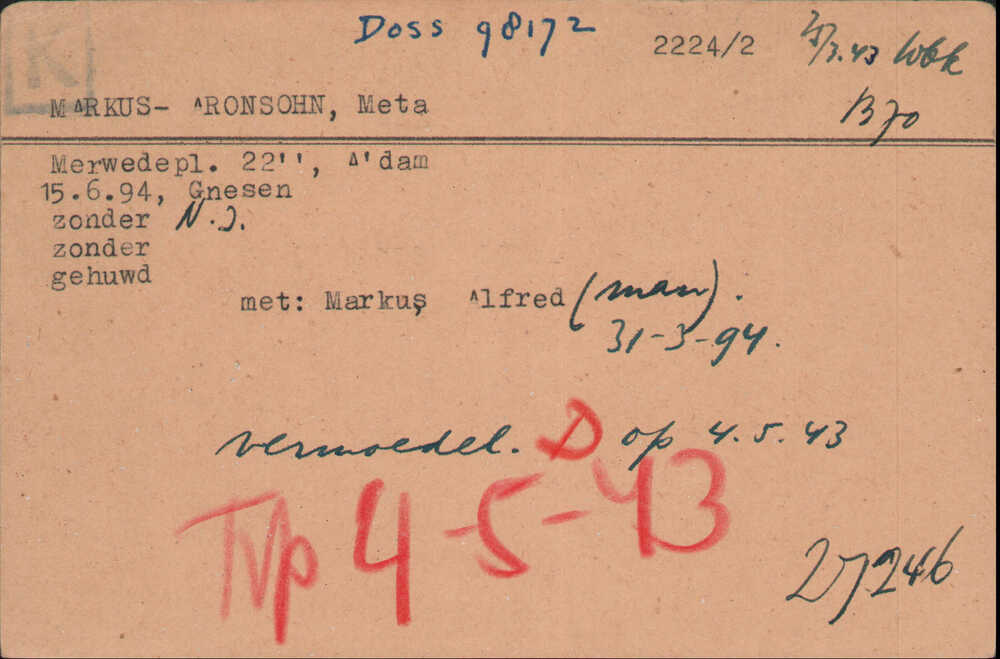 K
Doss 98172
2224/2
/3.43 Wbk
B 70
MARKUS- ARONSOHN, Meta
Merwedepl. 22'', A'dam
15.6.94, Gnesen
zonder N.I.
zonder
gehuwd
met: Markus Alfred (man).
31-3-94.
vermoedel. D op 4.5.43
Tvp 4-5-43
27246